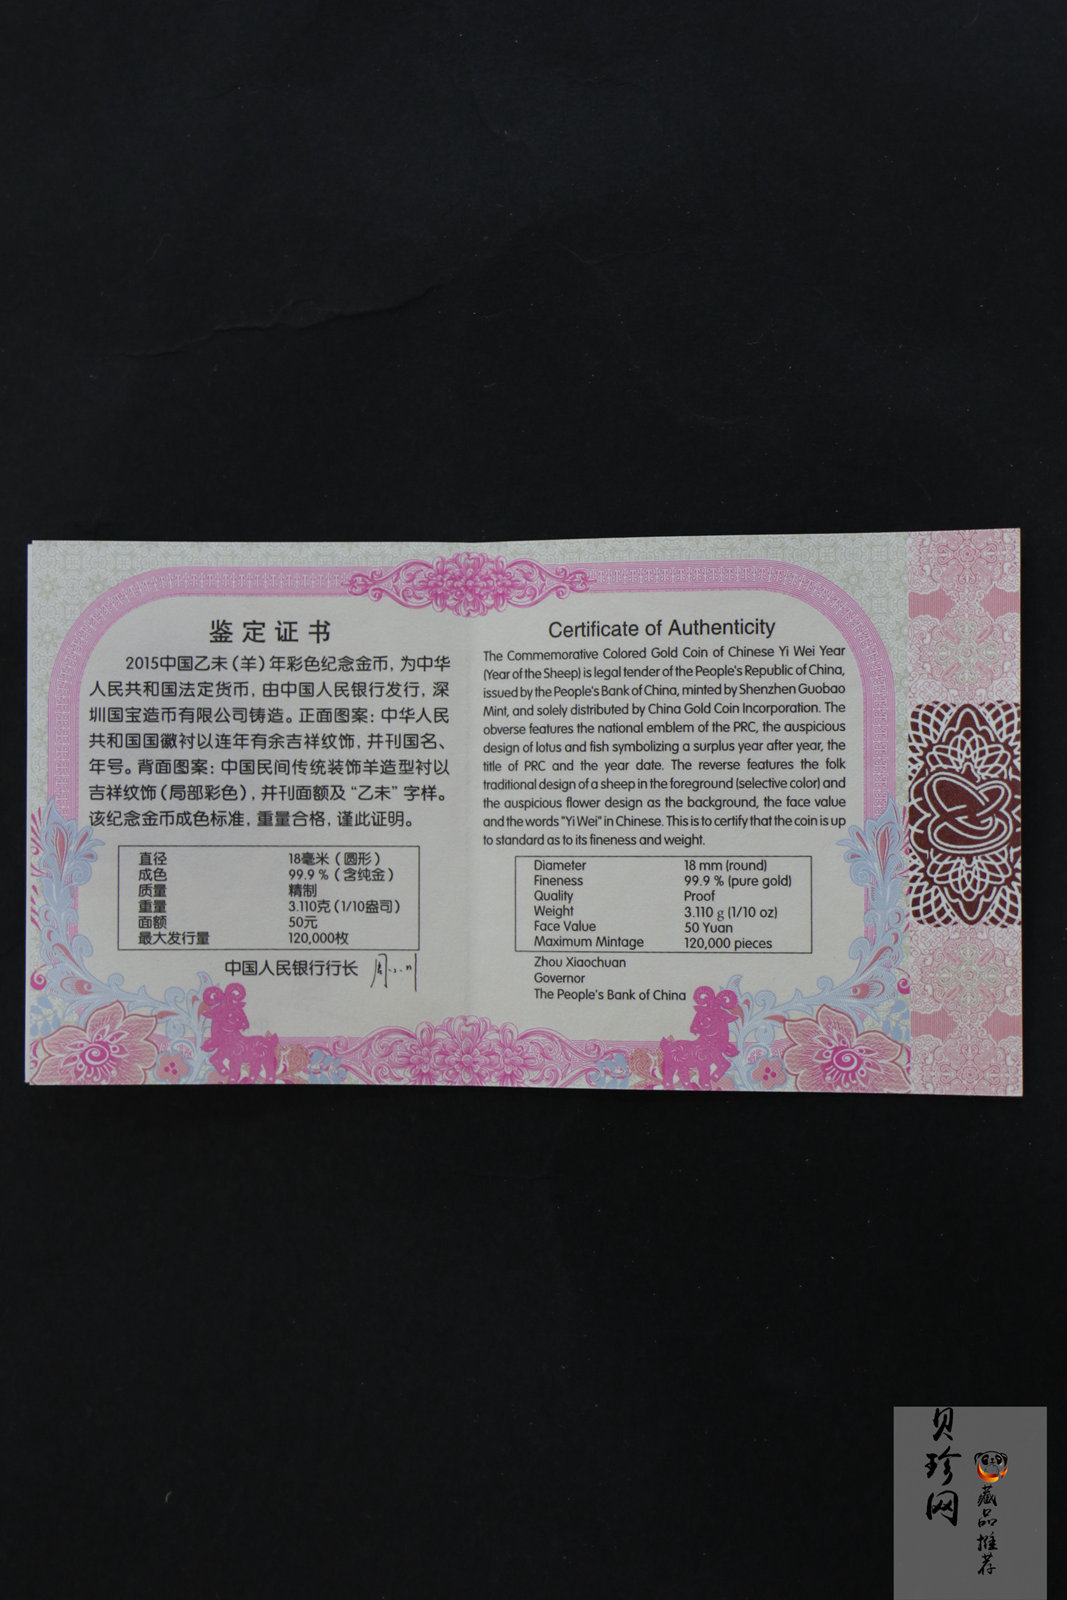 鉴定证书
2015中国乙未（羊）年彩色纪念金币，为中华
人民共和国法定货币，由中国人民银行发行，深
圳国宝造币有限公司铸造。正面图案：中华人民
共和国国徽衬以连年有余吉祥纹饰，并刊国名、
年号。背面图案：中国民间传统装饰羊造型衬以
吉祥纹饰（局部彩色），并刊面额及“乙未”字样。
该纪念金币成色标准，重量合格，谨此证明。
直径 18毫米（圆形）
成色 99.9 %（含纯金）
质量 精制
重量 3.110克（1/10盎司）
面额 50元
最大发行量 120,000枚
中国人民银行行长
Certificate of Authenticity
The Commemorative Colored Gold Coin of Chinese Yi Wei Year
(Year of the Sheep) is legal tender of the People's Republic of China,
issued by the People's Bank of China, minted by Shenzhen Guobao
Mint, and solely distributed by China Gold Coin Incorporation. The
obverse features the national emblem of the PRC, the auspicious
design of lotus and fish symbolizing a surplus year after year, the
title of PRC and the year date. The reverse features the folk
traditional design of a sheep in the foreground (selective color) and
the auspicious flower design as the background, the face value
and the words "Yi Wei" in Chinese. This is to certify that the coin is up
to standard as to its fineness and weight.
Diameter 18 mm (round)
Fineness 99.9 % (pure gold)
Quality Proof
Weight 3.110 g (1/10 oz)
Face Value 50 Yuan
Maximum Mintage 120,000 pieces
Zhou Xiaochuan
Governor
The People's Bank of China
贝珍网
藏品推荐